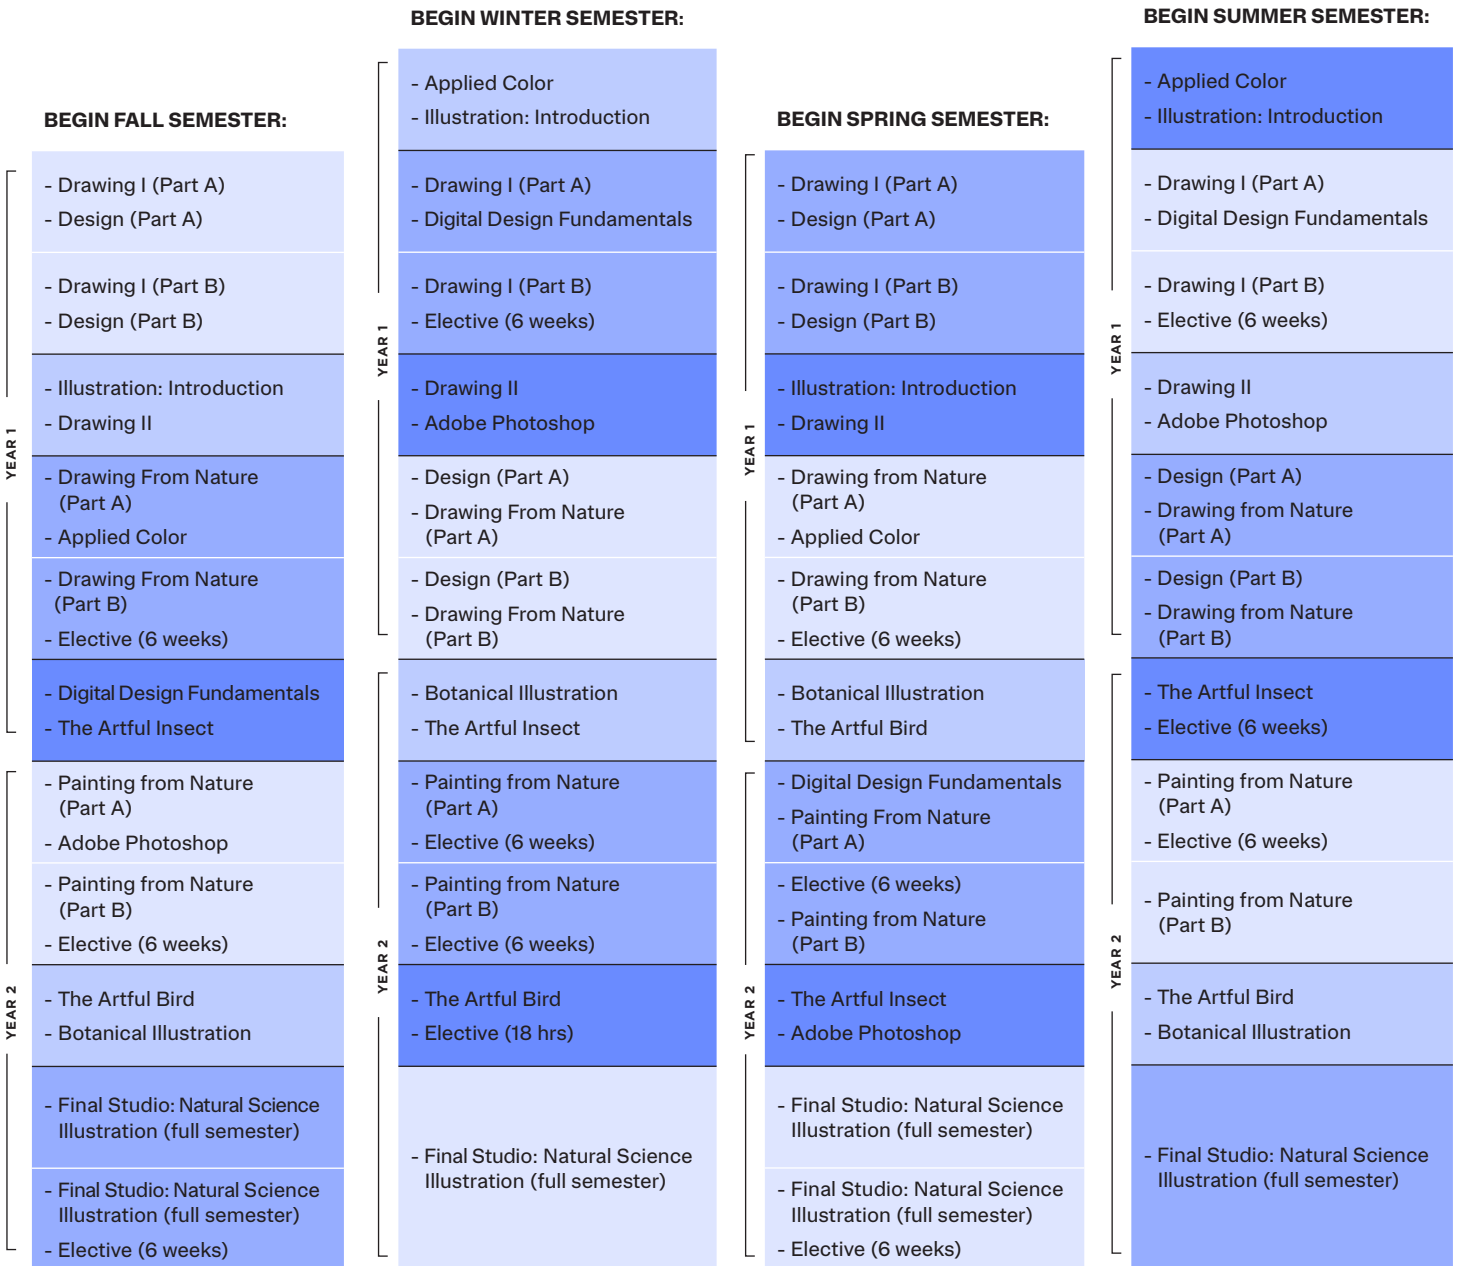 BEGIN FALL SEMESTER:
YEAR 1
- Drawing I (Part A)
- Design (Part A)
- Drawing I (Part B)
- Design (Part B)
- Illustration: Introduction
- Drawing II
- Drawing From Nature
(Part A)
- Applied Color
- Drawing From Nature
(Part B)
- Elective (6 weeks)
- Digital Design Fundamentals
- The Artful Insect
YEAR 2
- Painting from Nature
(Part A)
- Adobe Photoshop
- Painting from Nature
(Part B)
- Elective (6 weeks)
- The Artful Bird
- Botanical Illustration
- Final Studio: Natural Science
Illustration (full semester)
- Final Studio: Natural Science
Illustration (full semester)
- Elective (6 weeks)
BEGIN WINTER SEMESTER:
YEAR 1
- Applied Color
- Illustration: Introduction
- Drawing I (Part A)
- Digital Design Fundamentals
- Drawing I (Part B)
- Elective (6 weeks)
- Drawing II
- Adobe Photoshop
- Design (Part A)
- Drawing From Nature
(Part A)
- Design (Part B)
- Drawing From Nature
(Part B)
YEAR 2
- Botanical Illustration
- The Artful Insect
- Painting from Nature
(Part A)
- Elective (6 weeks)
- Painting from Nature
(Part B)
- Elective (6 weeks)
- The Artful Bird
- Elective (18 hrs)
- Final Studio: Natural Science
Illustration (full semester)
BEGIN SPRING SEMESTER:
YEAR 1
- Drawing I (Part A)
- Design (Part A)
- Drawing I (Part B)
- Design (Part B)
- Illustration: Introduction
- Drawing II
- Drawing from Nature
(Part A)
- Applied Color
- Drawing from Nature
(Part B)
- Elective (6 weeks)
- Botanical Illustration
- The Artful Bird
YEAR 2
- Digital Design Fundamentals
- Painting From Nature
(Part A)
- Elective (6 weeks)
- Painting from Nature
(Part B)
- The Artful Insect
- Adobe Photoshop
- Final Studio: Natural Science
Illustration (full semester)
- Final Studio: Natural Science
Illustration (full semester)
- Elective (6 weeks)
BEGIN SUMMER SEMESTER:
YEAR 1
- Applied Color
- Illustration: Introduction
- Drawing I (Part A)
- Digital Design Fundamentals
- Drawing I (Part B)
- Elective (6 weeks)
- Drawing II
- Adobe Photoshop
- Design (Part A)
- Drawing from Nature
(Part A)
- Design (Part B)
- Drawing from Nature
(Part B)
YEAR 2
- The Artful Insect
- Elective (6 weeks)
- Painting from Nature
(Part A)
- Elective (6 weeks)
- Painting from Nature
(Part B)
- The Artful Bird
- Botanical Illustration
- Final Studio: Natural Science
Illustration (full semester)